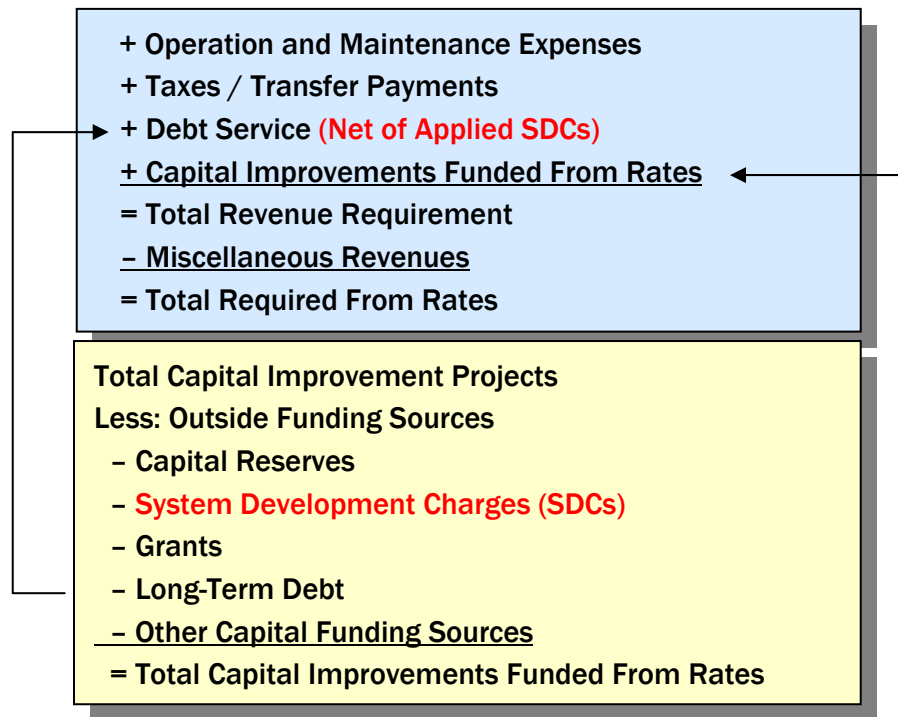 + Operation and Maintenance Expenses
+ Taxes / Transfer Payments
+ Debt Service (Net of Applied SDCs)
+ Capital Improvements Funded From Rates
= Total Revenue Requirement
– Miscellaneous Revenues
= Total Required From Rates
Total Capital Improvement Projects
Less: Outside Funding Sources
– Capital Reserves
– System Development Charges (SDCs)
– Grants
– Long-Term Debt
– Other Capital Funding Sources
= Total Capital Improvements Funded From Rates